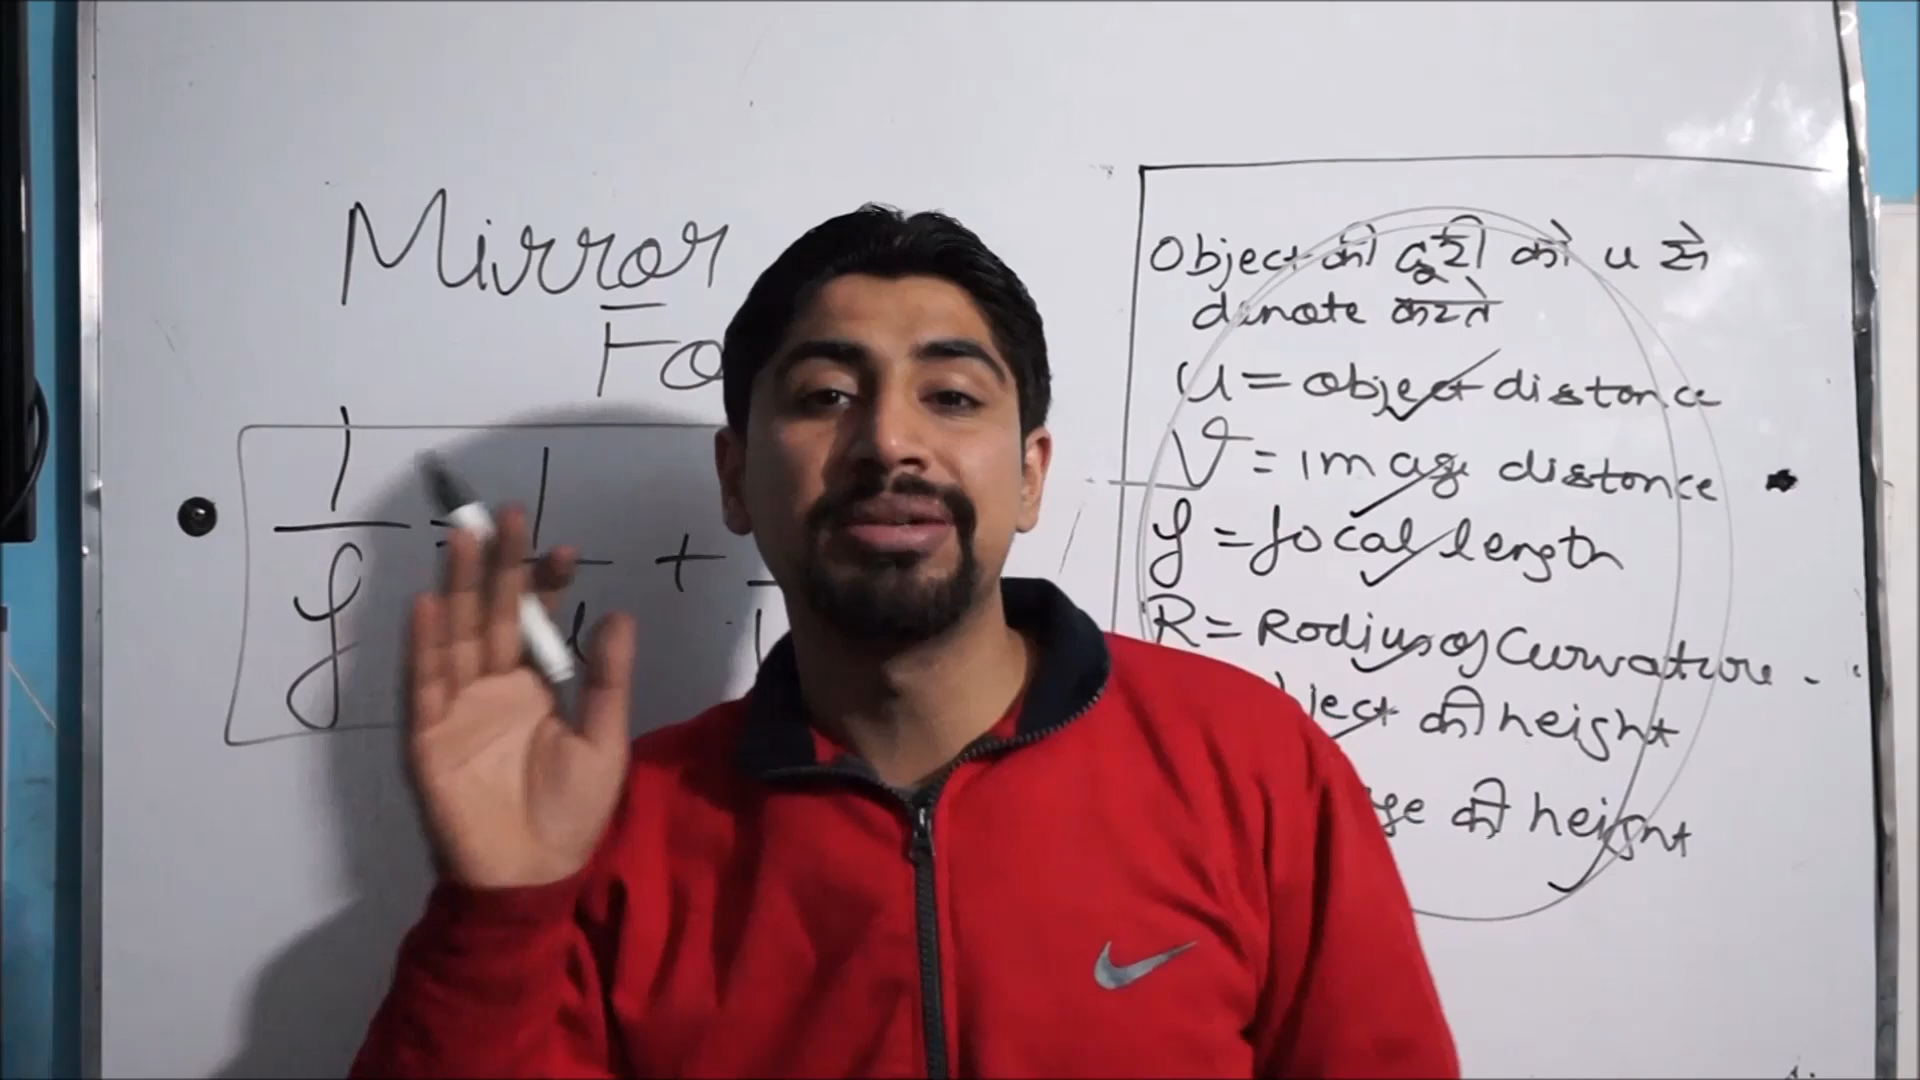 Mirror
Fo
1/f = 1/u +
Object की दूरी को u से
denote करते
u = object distance
v = image distance
f = focal length
R = Radius of Curvature
ject की height
ge की height